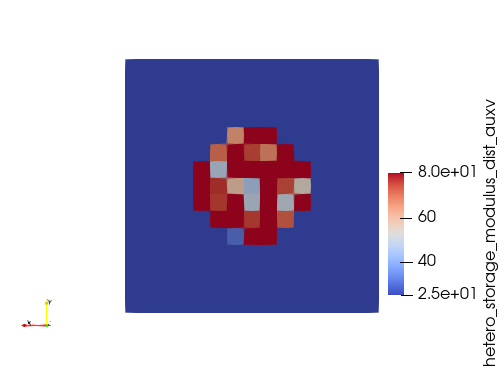 8.0e+01
60
40
2.5e+01
hetero_storage_modulus_dist_auxv
Y
X